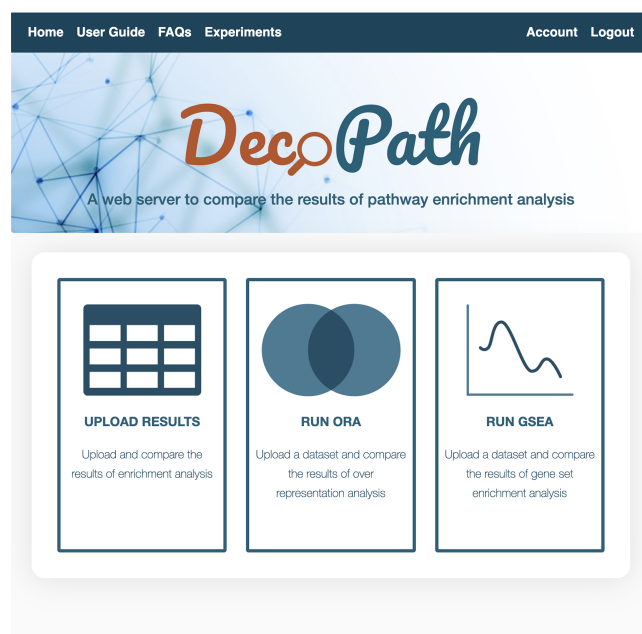 Home User Guide FAQs Experiments Account Logout
DecoPath
A web server to compare the results of pathway enrichment analysis
UPLOAD RESULTS
Upload and compare the
results of enrichment analysis
RUN ORA
Upload a dataset and compare
the results of over
representation analysis
RUN GSEA
Upload a dataset and compare
the results of gene set
enrichment analysis